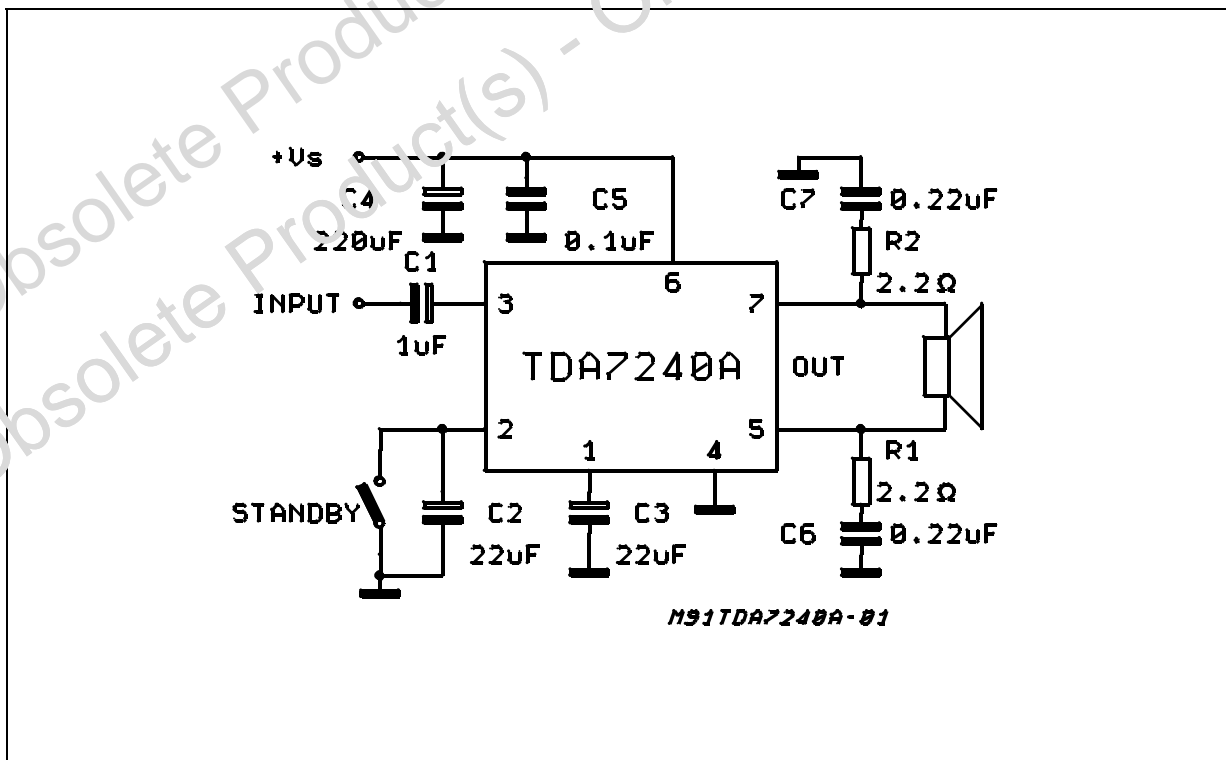 Obsolete Product(s) - O
Obsolete Product(s)
+Vs
C4
220uF
C5
0.1uF
C7
0.22uF
R2
2.2Ω
C1
INPUT
1uF
3
6
7
TDA7240A
OUT
2
1
4
5
R1
2.2Ω
STANDBY
C2
22uF
C3
22uF
C6
0.22uF
M91TDA7240A-01